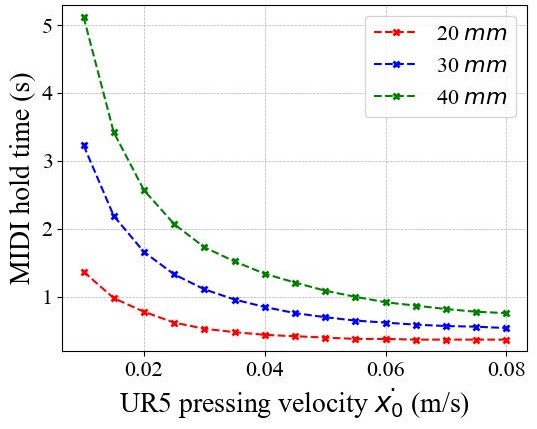 MIDI hold time (s)
5
4
3
2
1
20 mm
30 mm
40 mm
0.02 0.04 0.06 0.08
UR5 pressing velocity ẋ₀ (m/s)